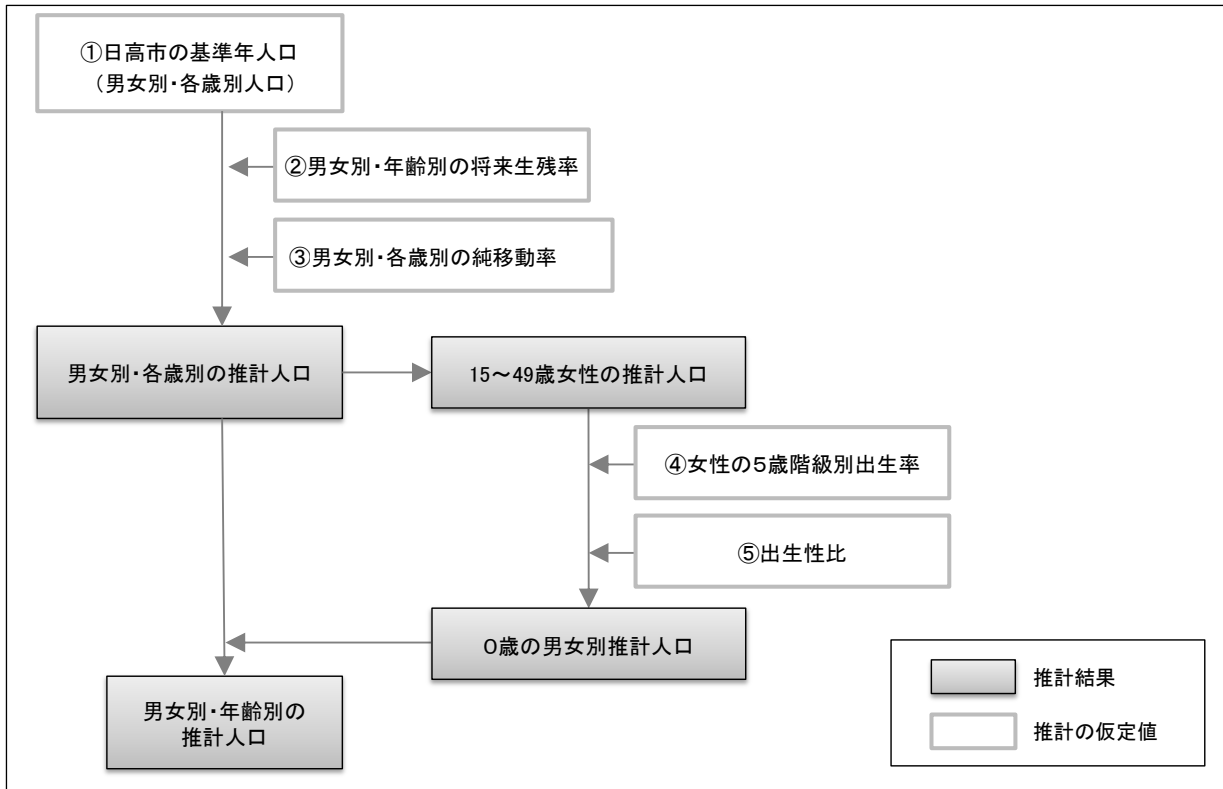 ①日高市の基準年人口
（男女別・各歳別人口）
②男女別・年齢別の将来生残率
③男女別・各歳別の純移動率
男女別・各歳別の推計人口
15～49歳女性の推計人口
④女性の５歳階級別出生率
⑤出生性比
０歳の男女別推計人口
男女別・年齢別の
推計人口
推計結果
推計の仮定値